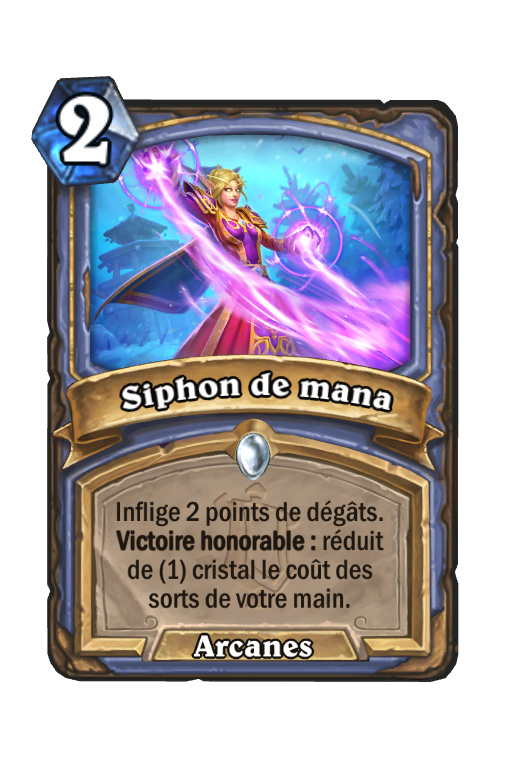 2
Siphon de mana
Inflige 2 points de dégâts.
Victoire honorable : réduit
de (1) cristal le coût des
sorts de votre main.
Arcanes